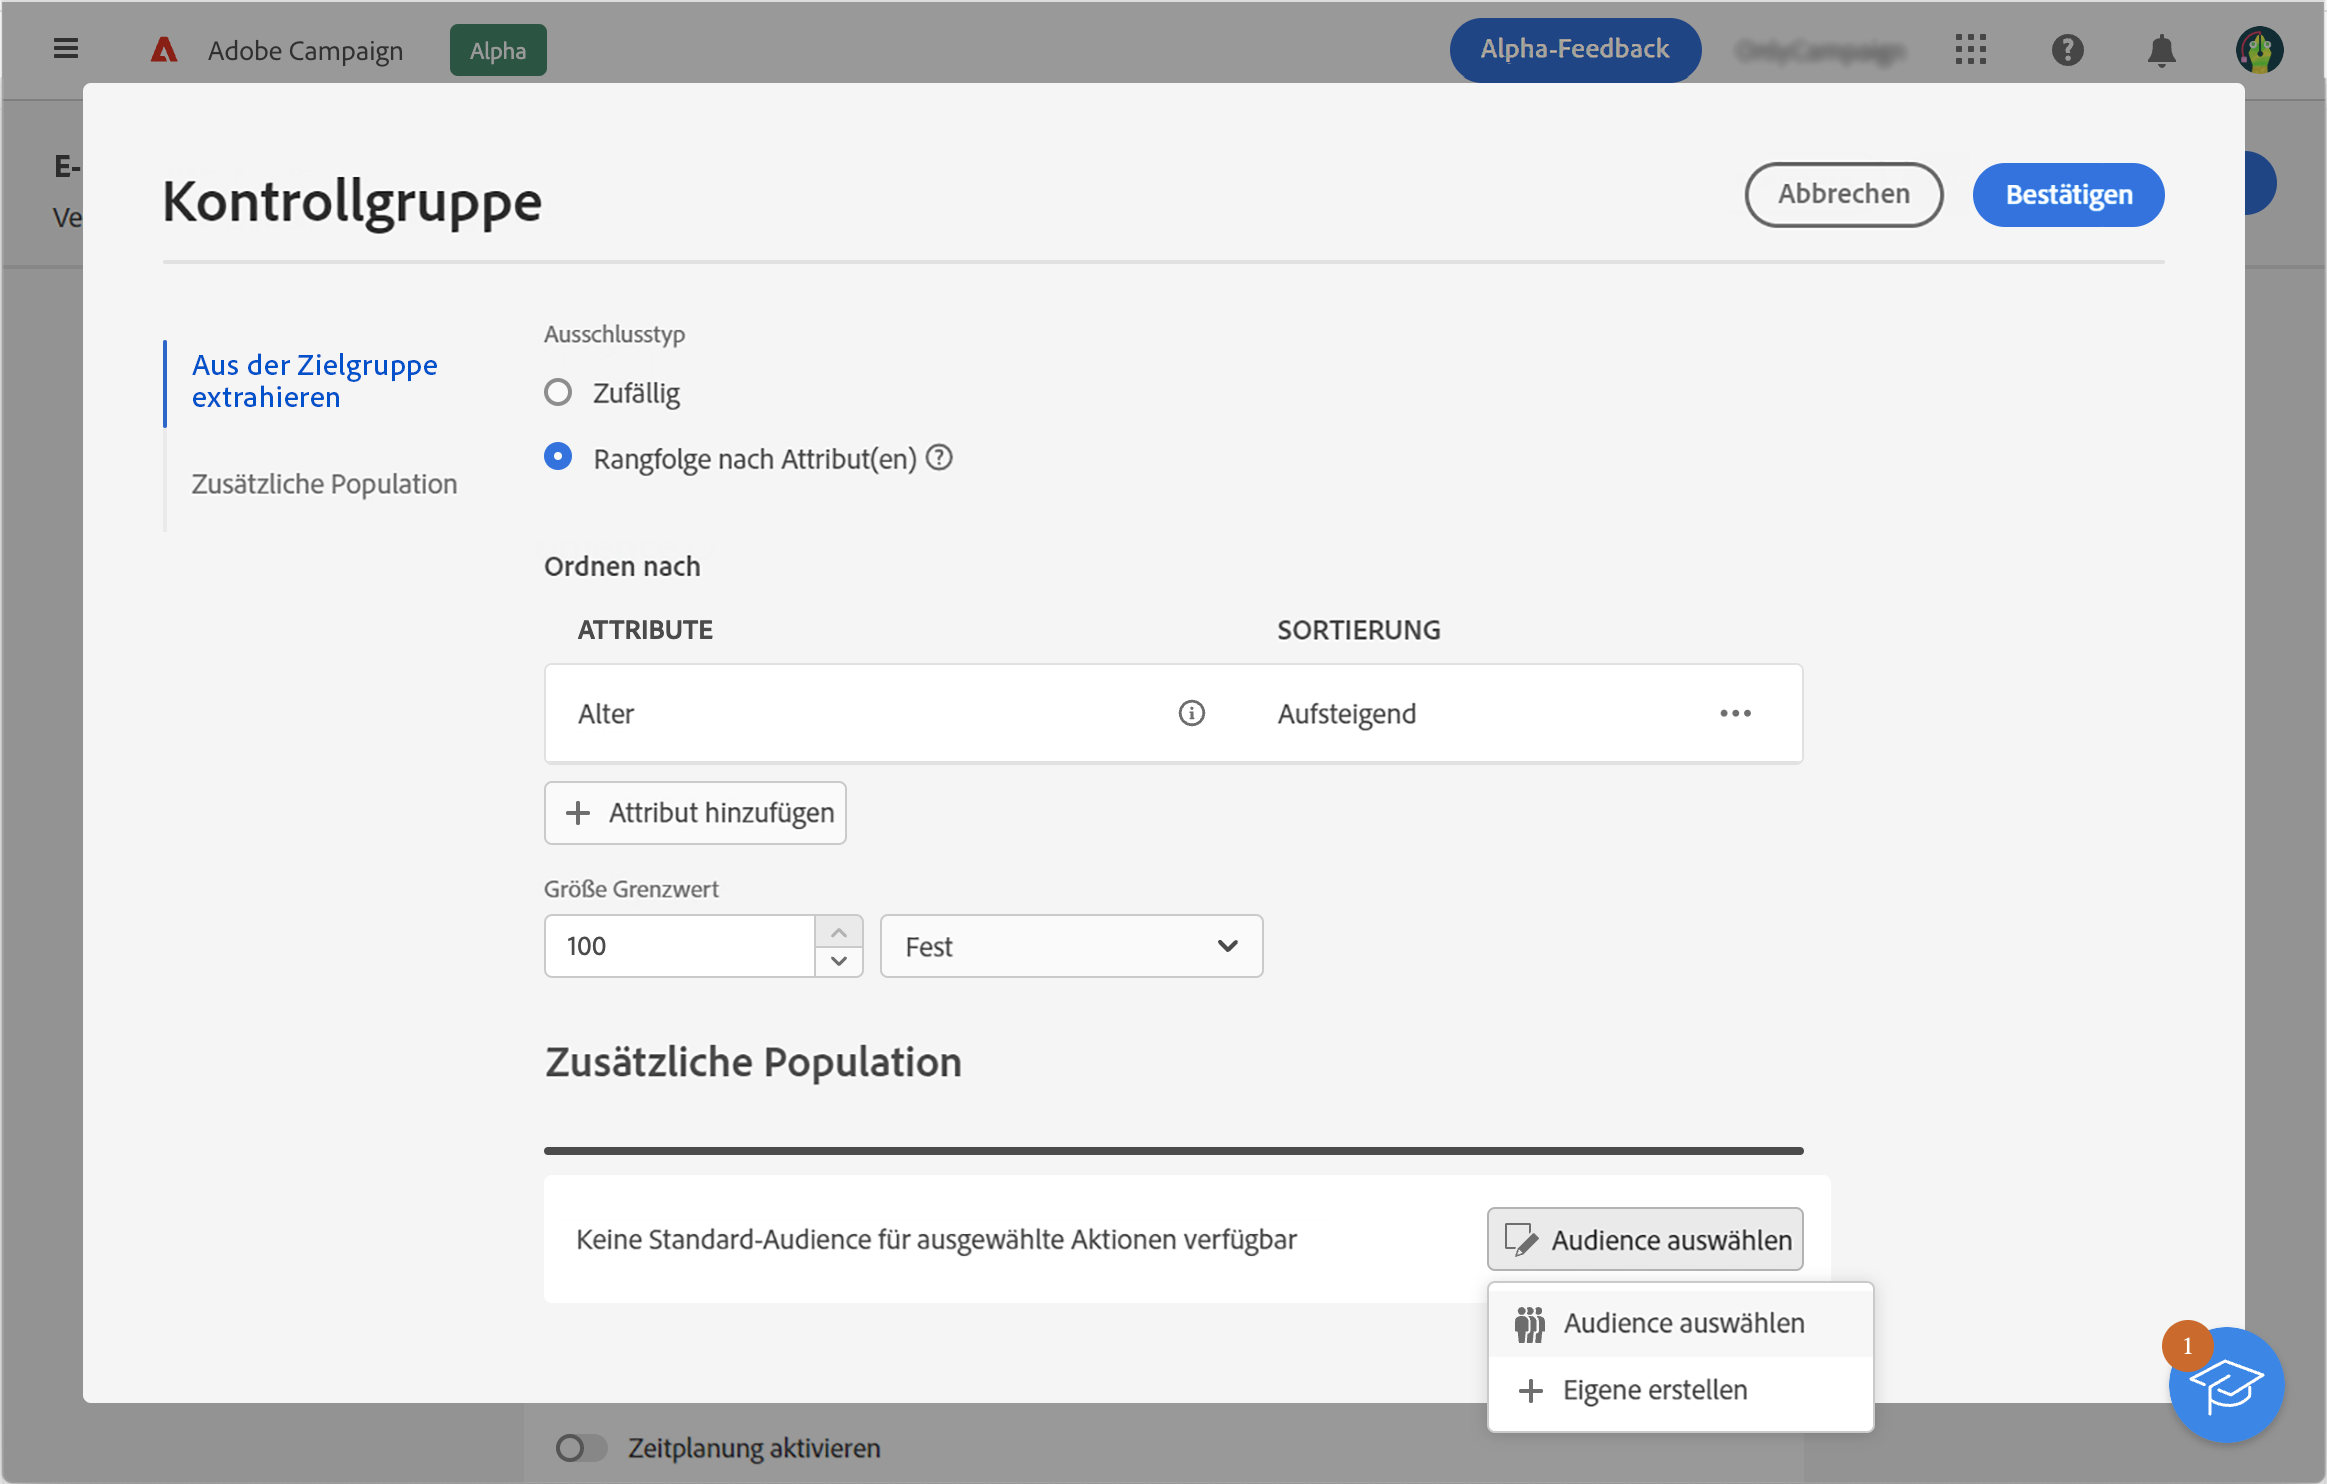 Adobe Campaign
Alpha
Alpha-Feedback
E-
Ve
Kontrollgruppe
Abbrechen
Bestätigen
Aus der Zielgruppe
extrahieren
Zusätzliche Population
Ausschlusstyp
Zufällig
Rangfolge nach Attribut(en)
Ordnen nach
ATTRIBUTE
SORTIERUNG
Alter
Aufsteigend
Attribut hinzufügen
Größe Grenzwert
100
Fest
Zusätzliche Population
Keine Standard-Audience für ausgewählte Aktionen verfügbar
Audience auswählen
Audience auswählen
Eigene erstellen
1
Zeitplanung aktivieren